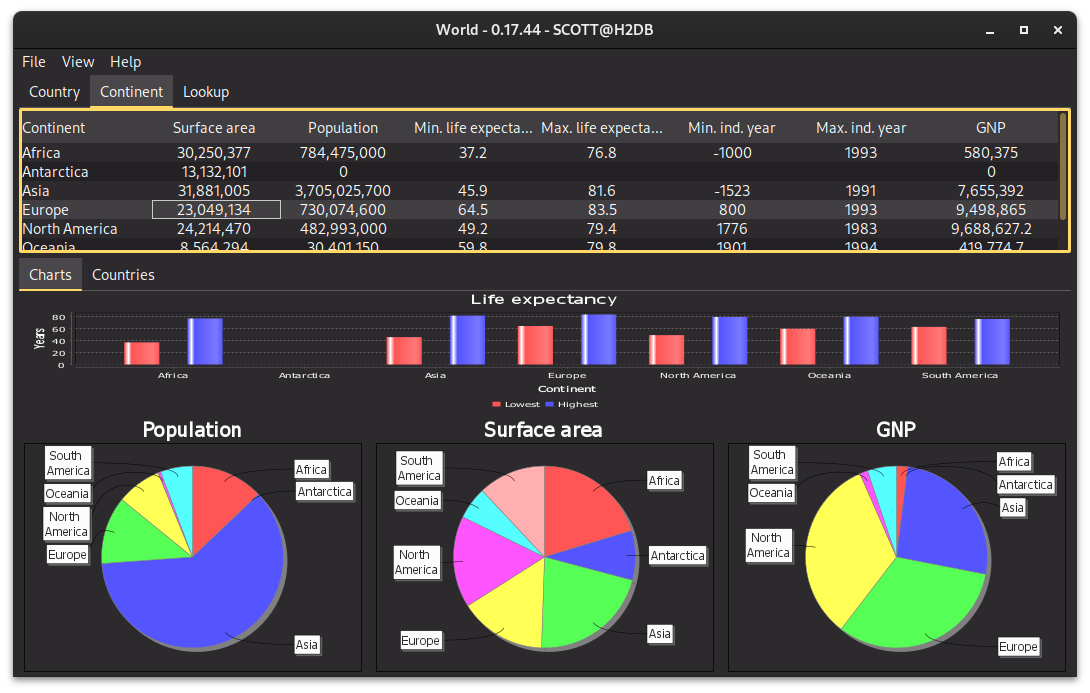 World - 0.17.44 - SCOTT@H2DB
File View Help
Country Continent Lookup
Continent Surface area Population Min. life expecta... Max. life expecta... Min. ind. year Max. ind. year GNP
Africa 30,250,377 784,475,000 37.2 76.8 -1000 1993 580,375
Antarctica 13,132,101 0 0
Asia 31,881,005 3,705,025,700 45.9 81.6 -1523 1991 7,655,392
Europe 23,049,134 730,074,600 64.5 83.5 800 1993 9,498,865
North America 24,214,470 482,993,000 49.2 79.4 1776 1983 9,688,627.2
Oceania 8,564,294 30,401,150 59.8 79.8 1901 1994 419,774.7
Charts Countries
Life expectancy
Years
80
60
40
20
0
Africa Antarctica Asia Europe North America Oceania South America
Continent
Lowest Highest
Population
South America
Oceania
North America
Europe
Africa
Antarctica
Asia
Surface area
South America
Oceania
North America
Europe
Africa
Antarctica
Asia
GNP
South America
Oceania
North America
Africa
Antarctica
Asia
Europe